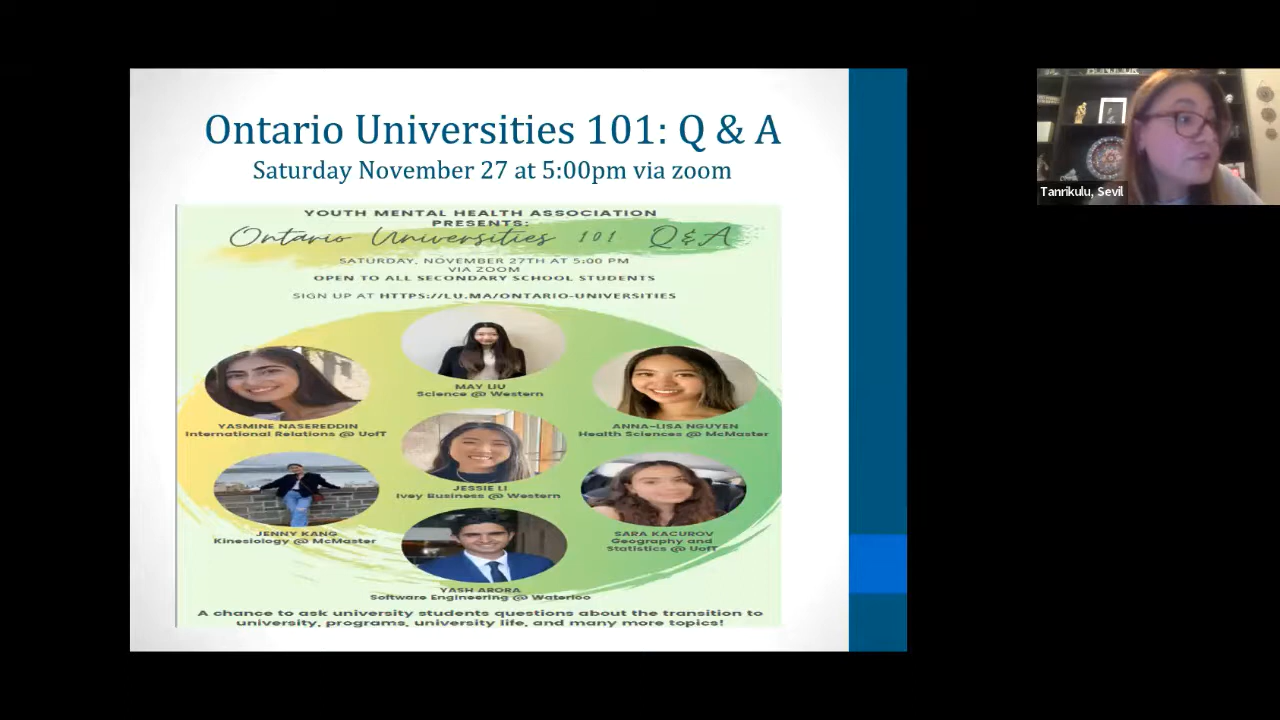 Ontario Universities 101: Q & A
Saturday November 27 at 5:00pm via zoom
YOUTH MENTAL HEALTH ASSOCIATION
PRESENTS:
Ontario Universities 101 Q&A
SATURDAY, NOVEMBER 27TH AT 5:00 PM
VIA ZOOM
OPEN TO ALL SECONDARY SCHOOL STUDENTS
SIGN UP AT HTTPS://LU.MA/ONTARIO-UNIVERSITIES
MAY LIU
Science @ Western
YASMINE NASEREDDIN
International Relations @ UofT
ANNA-LISA NGUYEN
Health Sciences @ McMaster
JESSIE LI
Ivey Business @ Western
JENNY KANG
Kinesiology @ McMaster
SARA KACUROV
Geography and
Statistics @ UofT
YASH ARORA
Software Engineering @ Waterloo
A chance to ask university students questions about the transition to
university, programs, university life, and many more topics!
Tanrikulu, Sevil